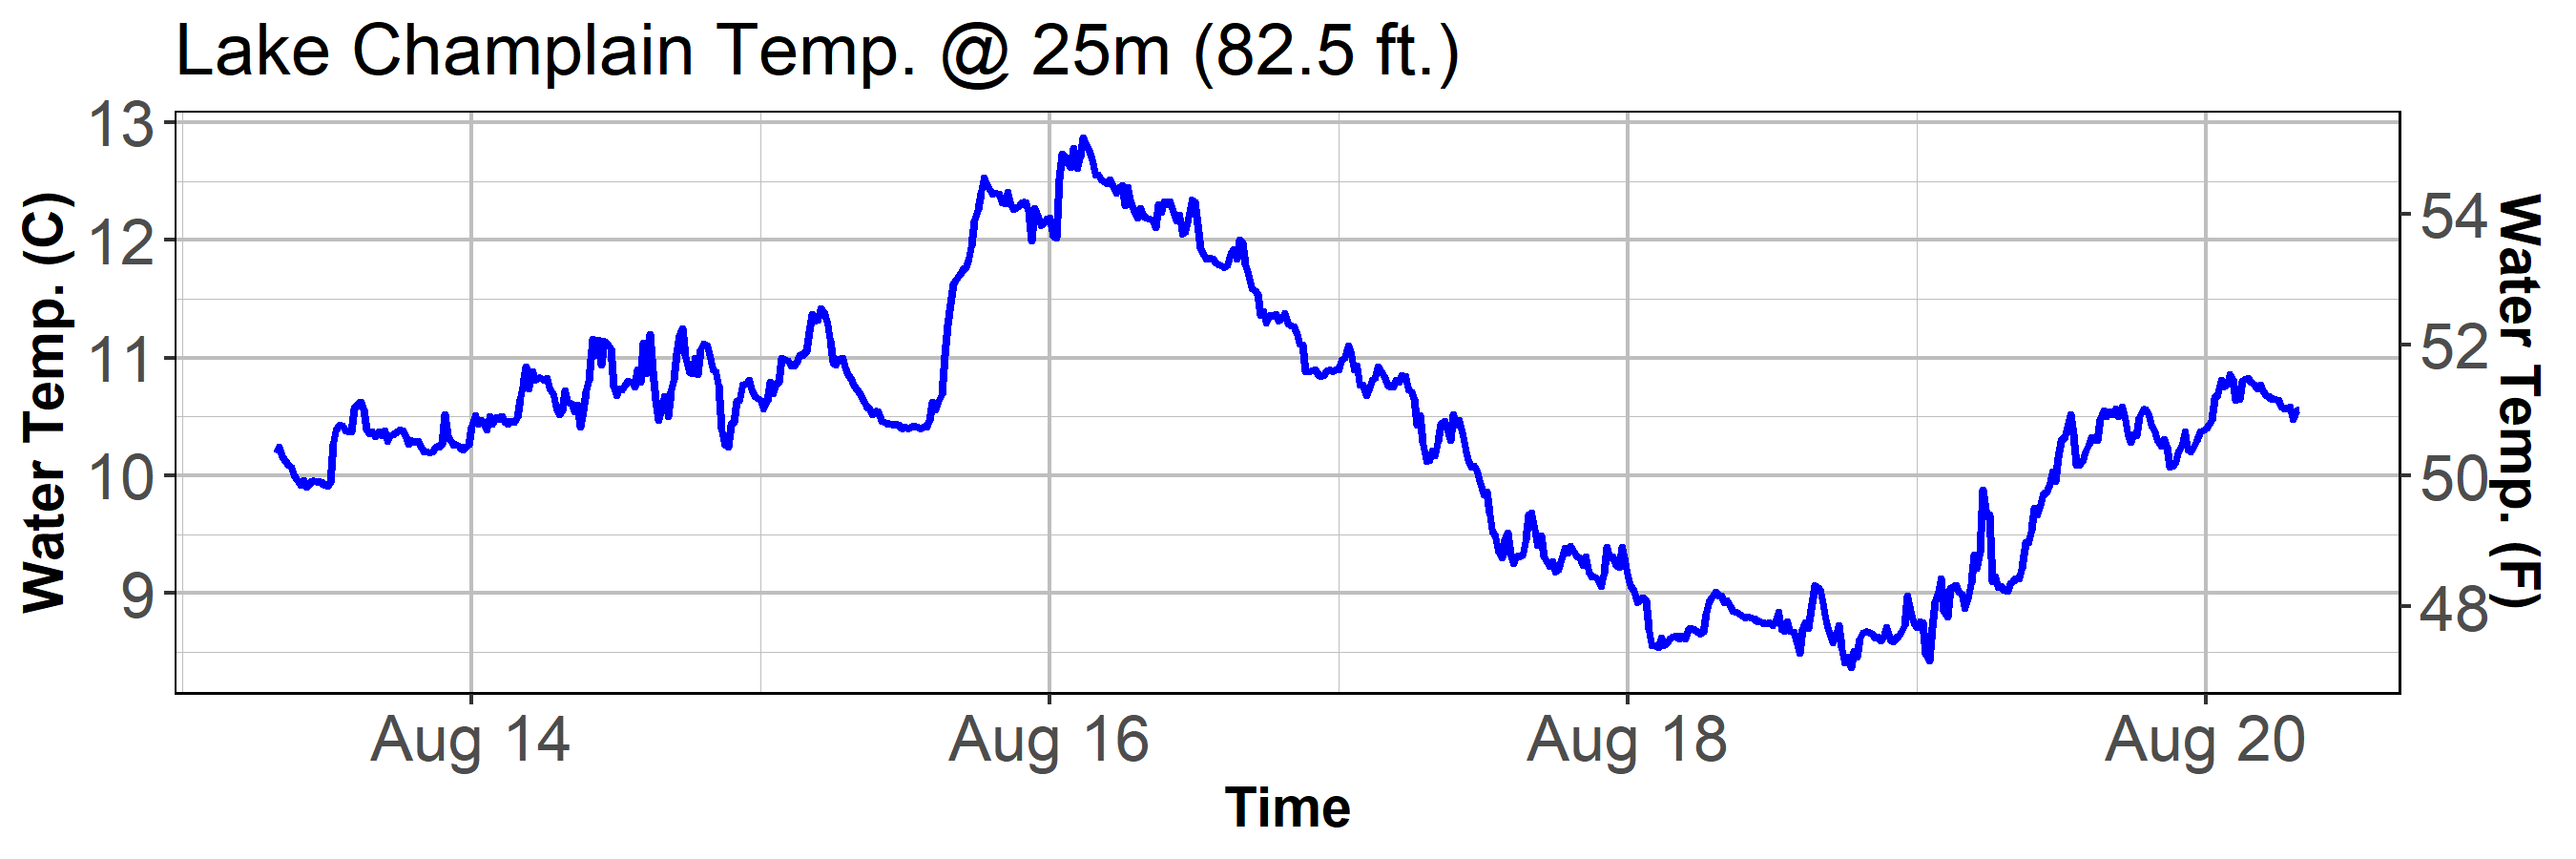 Lake Champlain Temp. @ 25m (82.5 ft.)
Water Temp. (C)
13
12
11
10
9
54
52
50
48
Water Temp. (F)
Aug 14 Aug 16 Aug 18 Aug 20
Time